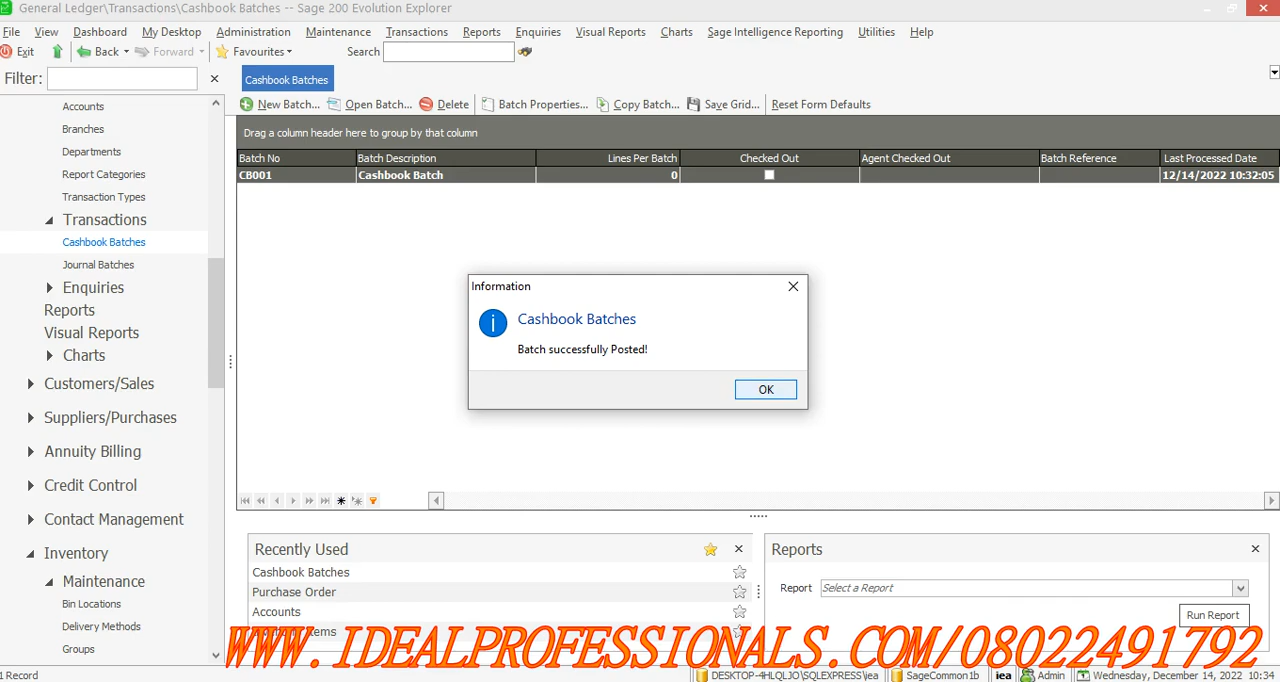 General Ledger\Transactions\Cashbook Batches -- Sage 200 Evolution Explorer
File View Dashboard My Desktop Administration Maintenance Transactions Reports Enquiries Visual Reports Charts Sage Intelligence Reporting Utilities Help
Exit Back Forward Favourites Search
Filter:
Cashbook Batches
New Batch... Open Batch... Delete Batch Properties... Copy Batch... Save Grid... Reset Form Defaults
Drag a column header here to group by that column
Batch No Batch Description Lines Per Batch Checked Out Agent Checked Out Batch Reference Last Processed Date
CB001 Cashbook Batch 0 12/14/2022 10:32:05
Accounts
Branches
Departments
Report Categories
Transaction Types
Transactions
Cashbook Batches
Journal Batches
Enquiries
Reports
Visual Reports
Charts
Customers/Sales
Suppliers/Purchases
Annuity Billing
Credit Control
Contact Management
Inventory
Maintenance
Bin Locations
Delivery Methods
Groups
Information
Cashbook Batches
Batch successfully Posted!
OK
Recently Used
Cashbook Batches
Purchase Order
Accounts
Items
Reports
Report Select a Report
Run Report
WWW. IDEALPROFESSIONALS. COM/08022491792
1 Record DESKTOP-4HLQLJO\SQLEXPRESS\iea SageCommon1b iea Admin Wednesday, December 14, 2022 10:34